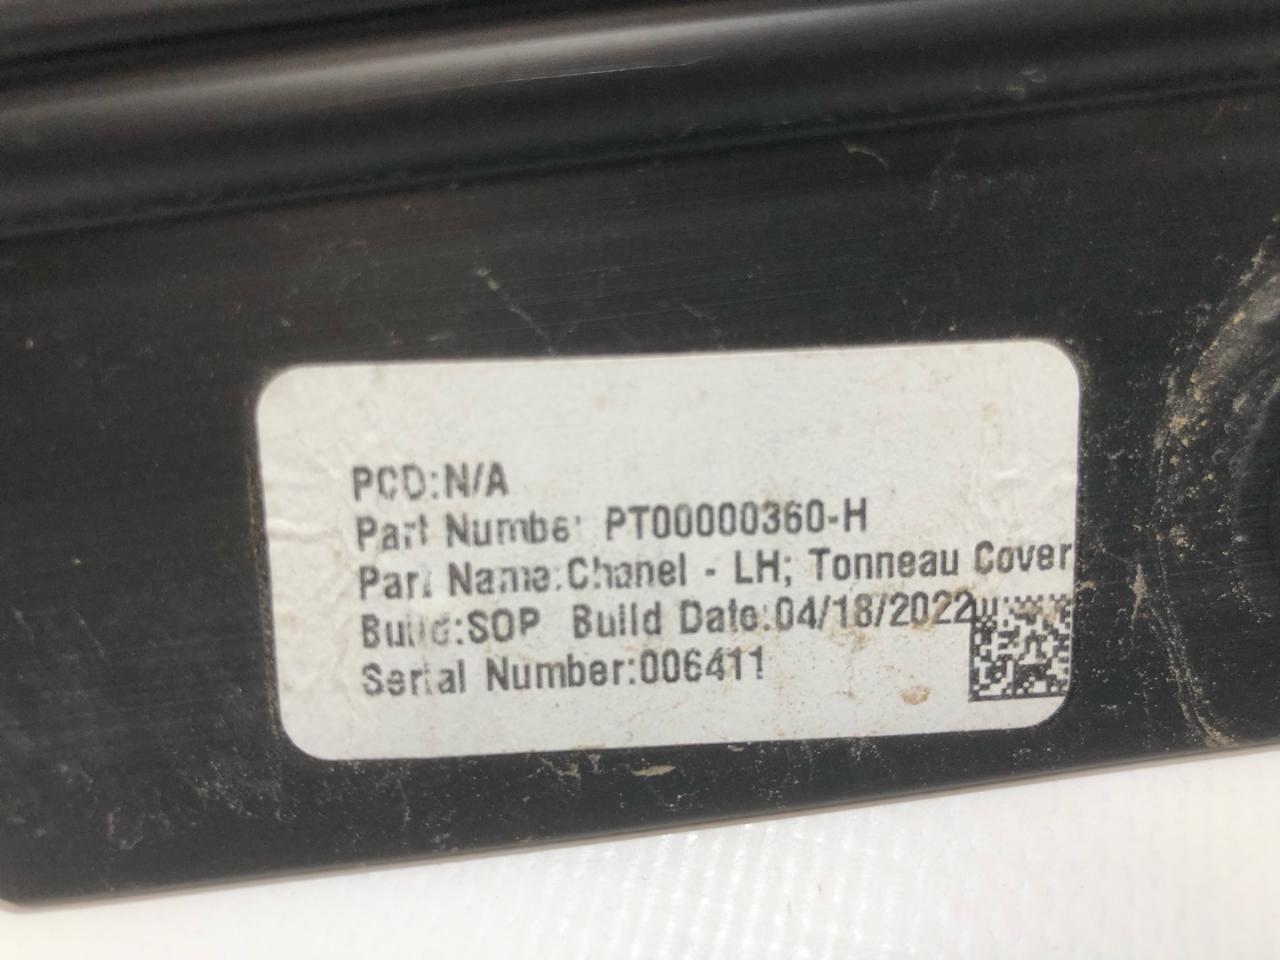 PCD:N/A
Part Number PT00000360-H
Part Name:Chanel - LH; Tonneau Cover
Build:SOP Build Date:04/18/2022
Serial Number:006411